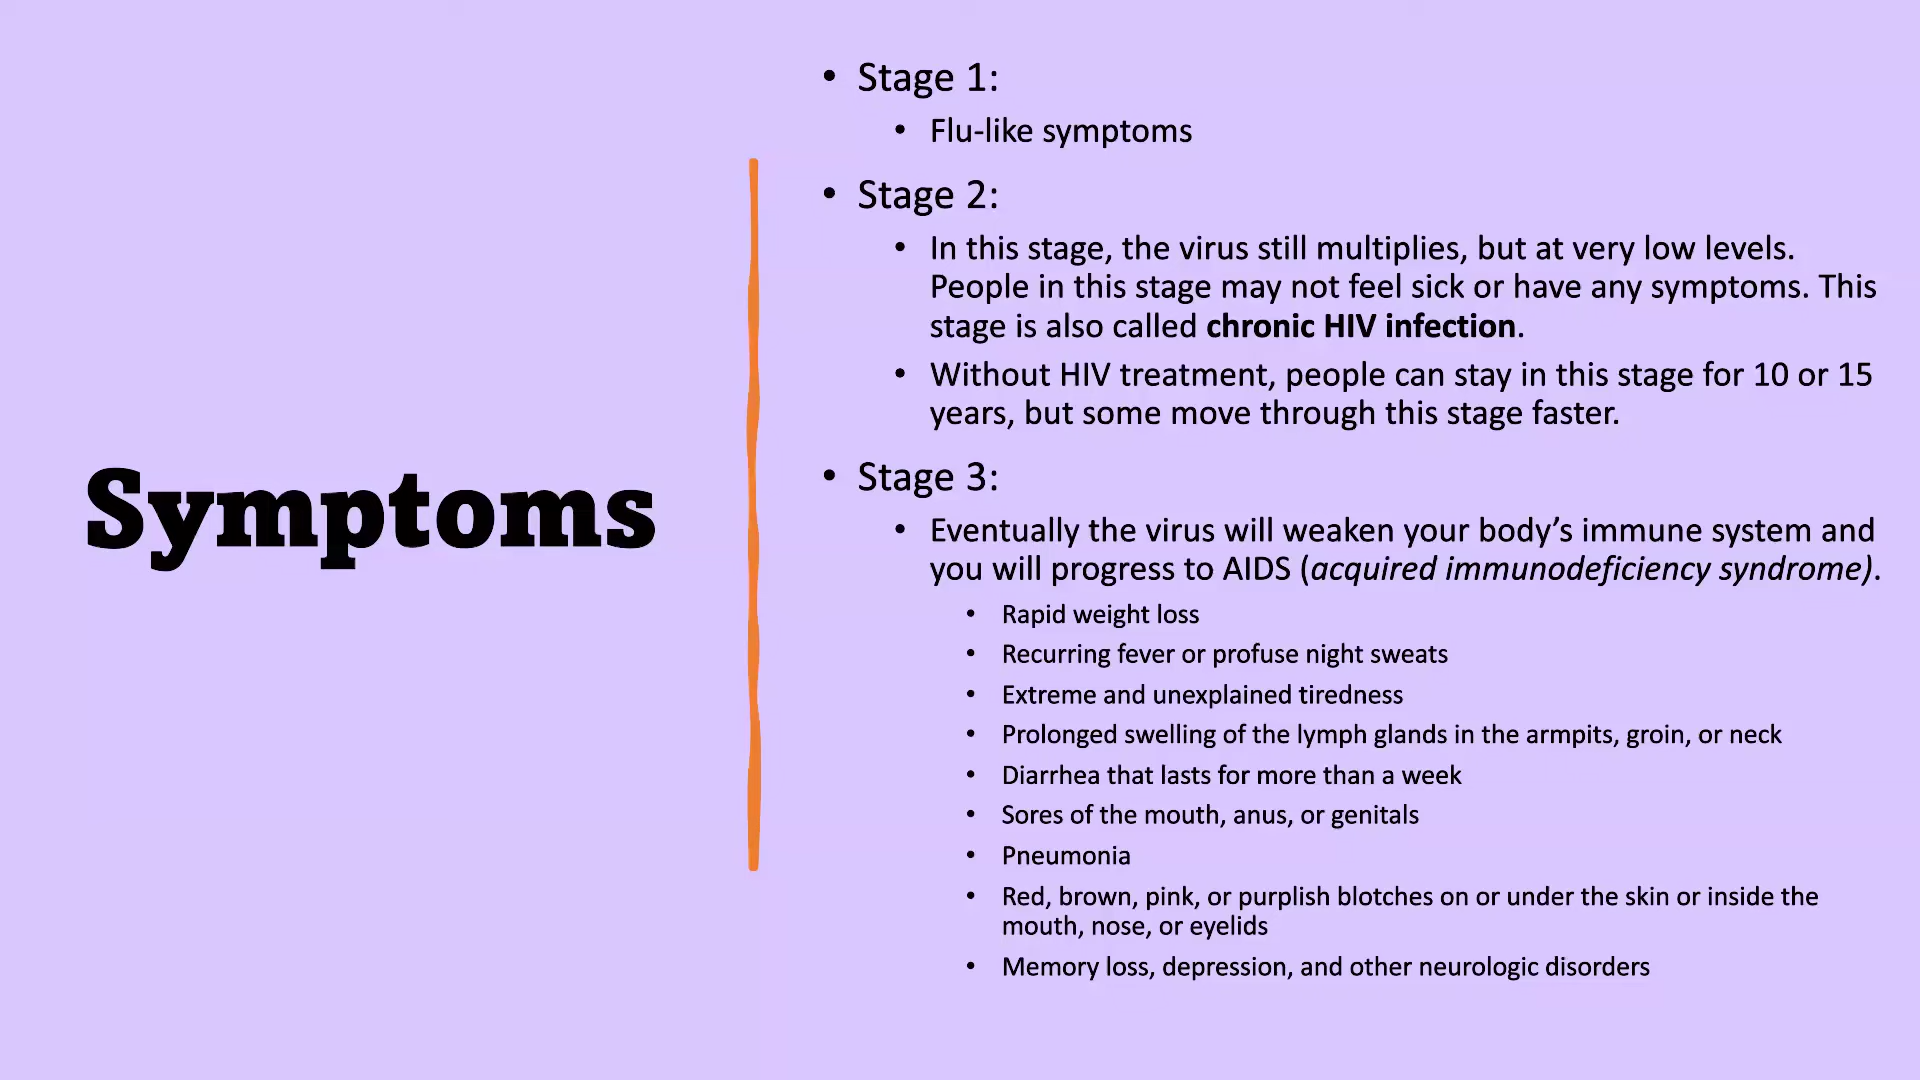 Symptoms
• Stage 1:
• Flu-like symptoms
• Stage 2:
• In this stage, the virus still multiplies, but at very low levels.
People in this stage may not feel sick or have any symptoms. This
stage is also called chronic HIV infection.
• Without HIV treatment, people can stay in this stage for 10 or 15
years, but some move through this stage faster.
• Stage 3:
• Eventually the virus will weaken your body’s immune system and
you will progress to AIDS (acquired immunodeficiency syndrome).
• Rapid weight loss
• Recurring fever or profuse night sweats
• Extreme and unexplained tiredness
• Prolonged swelling of the lymph glands in the armpits, groin, or neck
• Diarrhea that lasts for more than a week
• Sores of the mouth, anus, or genitals
• Pneumonia
• Red, brown, pink, or purplish blotches on or under the skin or inside the
mouth, nose, or eyelids
• Memory loss, depression, and other neurologic disorders